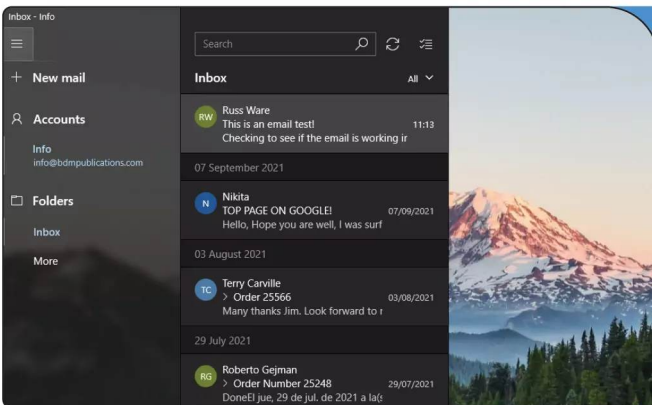 Inbox - Info
Search
+ New mail
Inbox
All
Accounts
Info
info@bdmpublications.com
Folders
Inbox
More
RW
Russ Ware
This is an email test!
11:13
Checking to see if the email is working ir
07 September 2021
N
Nikita
TOP PAGE ON GOOGLE!
07/09/2021
Hello, Hope you are well, I was surf
03 August 2021
TC
Terry Carville
> Order 25566
03/08/2021
Many thanks Jim. Look forward to r
29 July 2021
RG
Roberto Gejman
> Order Number 25248
29/07/2021
DoneEl jue, 29 de jul. de 2021 a la(s